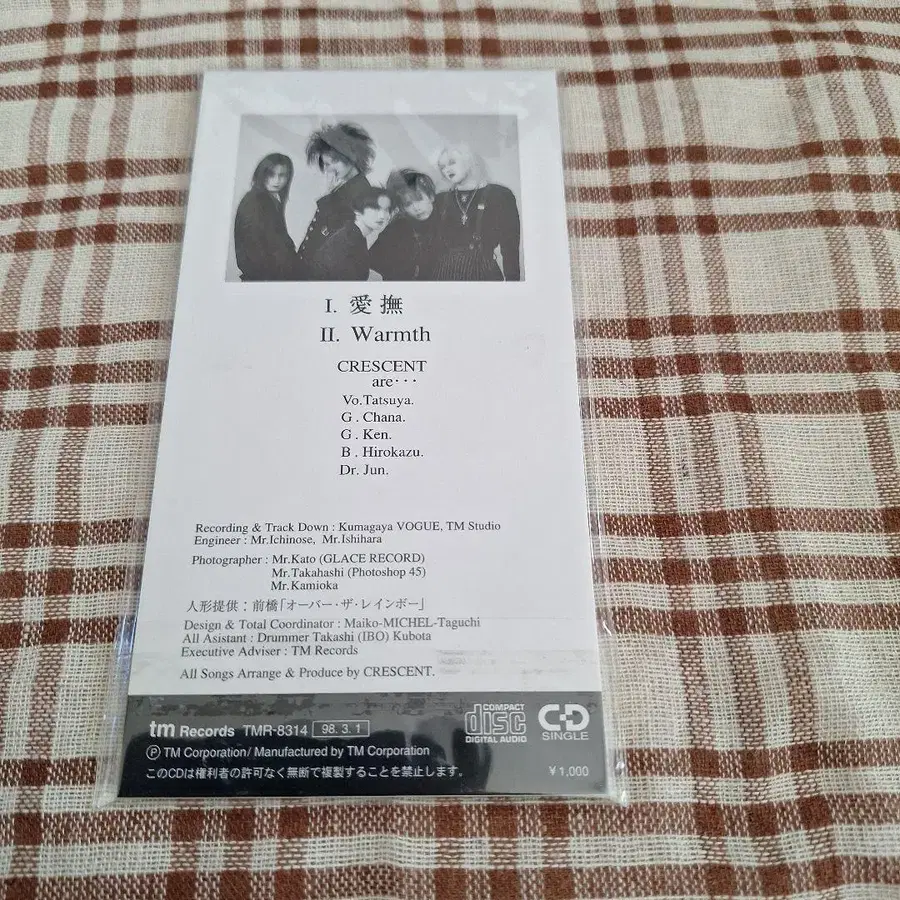 I. 愛撫
II. Warmth
CRESCENT
are・・・
Vo.Tatsuya.
G . Chana.
G . Ken.
B . Hirokazu.
Dr. Jun.
Recording & Track Down : Kumagaya VOGUE, TM Studio
Engineer : Mr.Ichinose, Mr.Ishihara
Photographer : Mr.Kato (GLACE RECORD)
Mr.Takahashi (Photoshop 45)
Mr.Kamioka
人形提供：前橋「オーバー・ザ・レインボー」
Design & Total Coordinator : Maiko-MICHEL-Taguchi
All Asistant : Drummer Takashi (IBO) Kubota
Executive Adviser : TM Records
All Songs Arrange & Produce by CRESCENT.
tm Records TMR-8314 98. 3. 1
COMPACT disc DIGITAL AUDIO
CD SINGLE
Ⓟ TM Corporation/ Manufactured by TM Corporation
このCDは権利者の許可なく無断で複製することを禁止します。
¥1,000